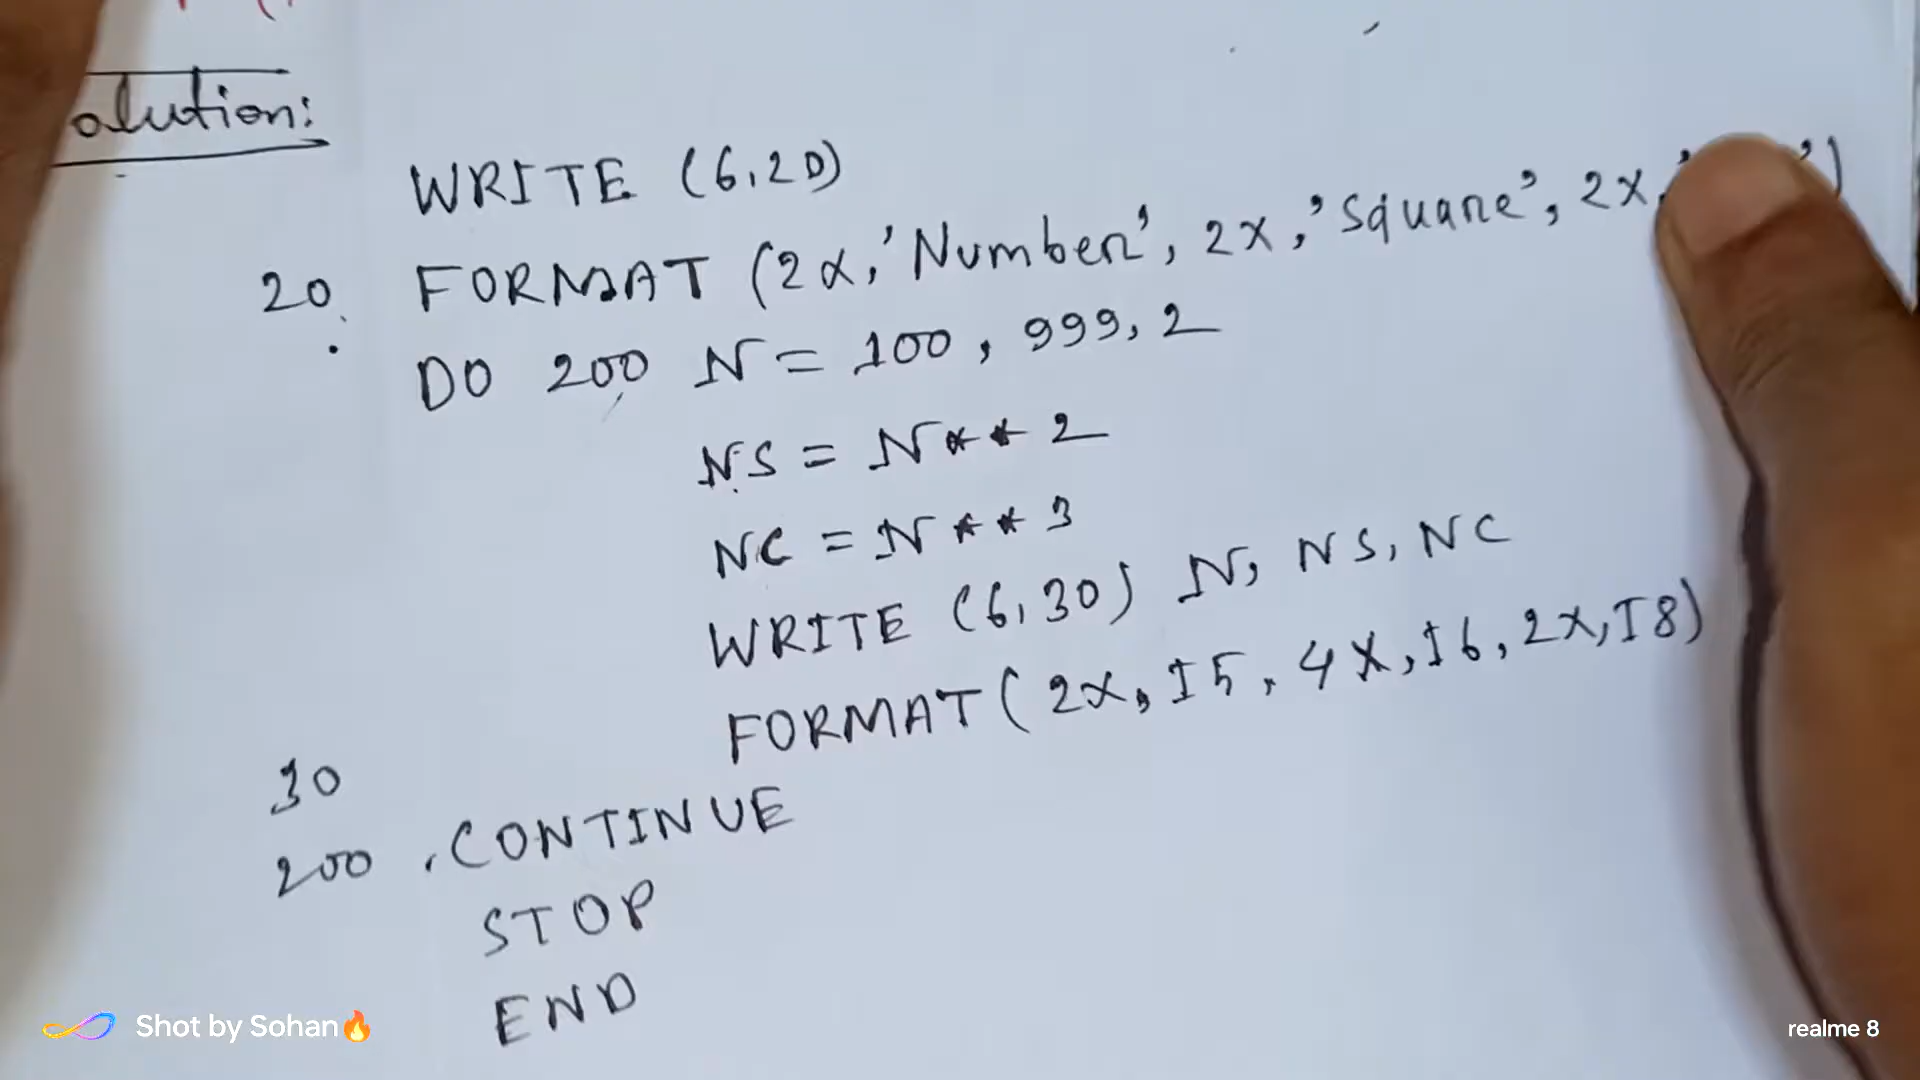 olution:
WRITE (6,20)
20 FORMAT (2X, 'Number', 2X, 'Square', 2X, ' ')
DO 200 N = 100, 999, 2
NS = N**2
NC = N**3
WRITE (6,30) N, NS, NC
FORMAT (2X, I5, 4X, I6, 2X, I8)
30
200 CONTINUE
STOP
END
Shot by Sohan🔥
realme 8